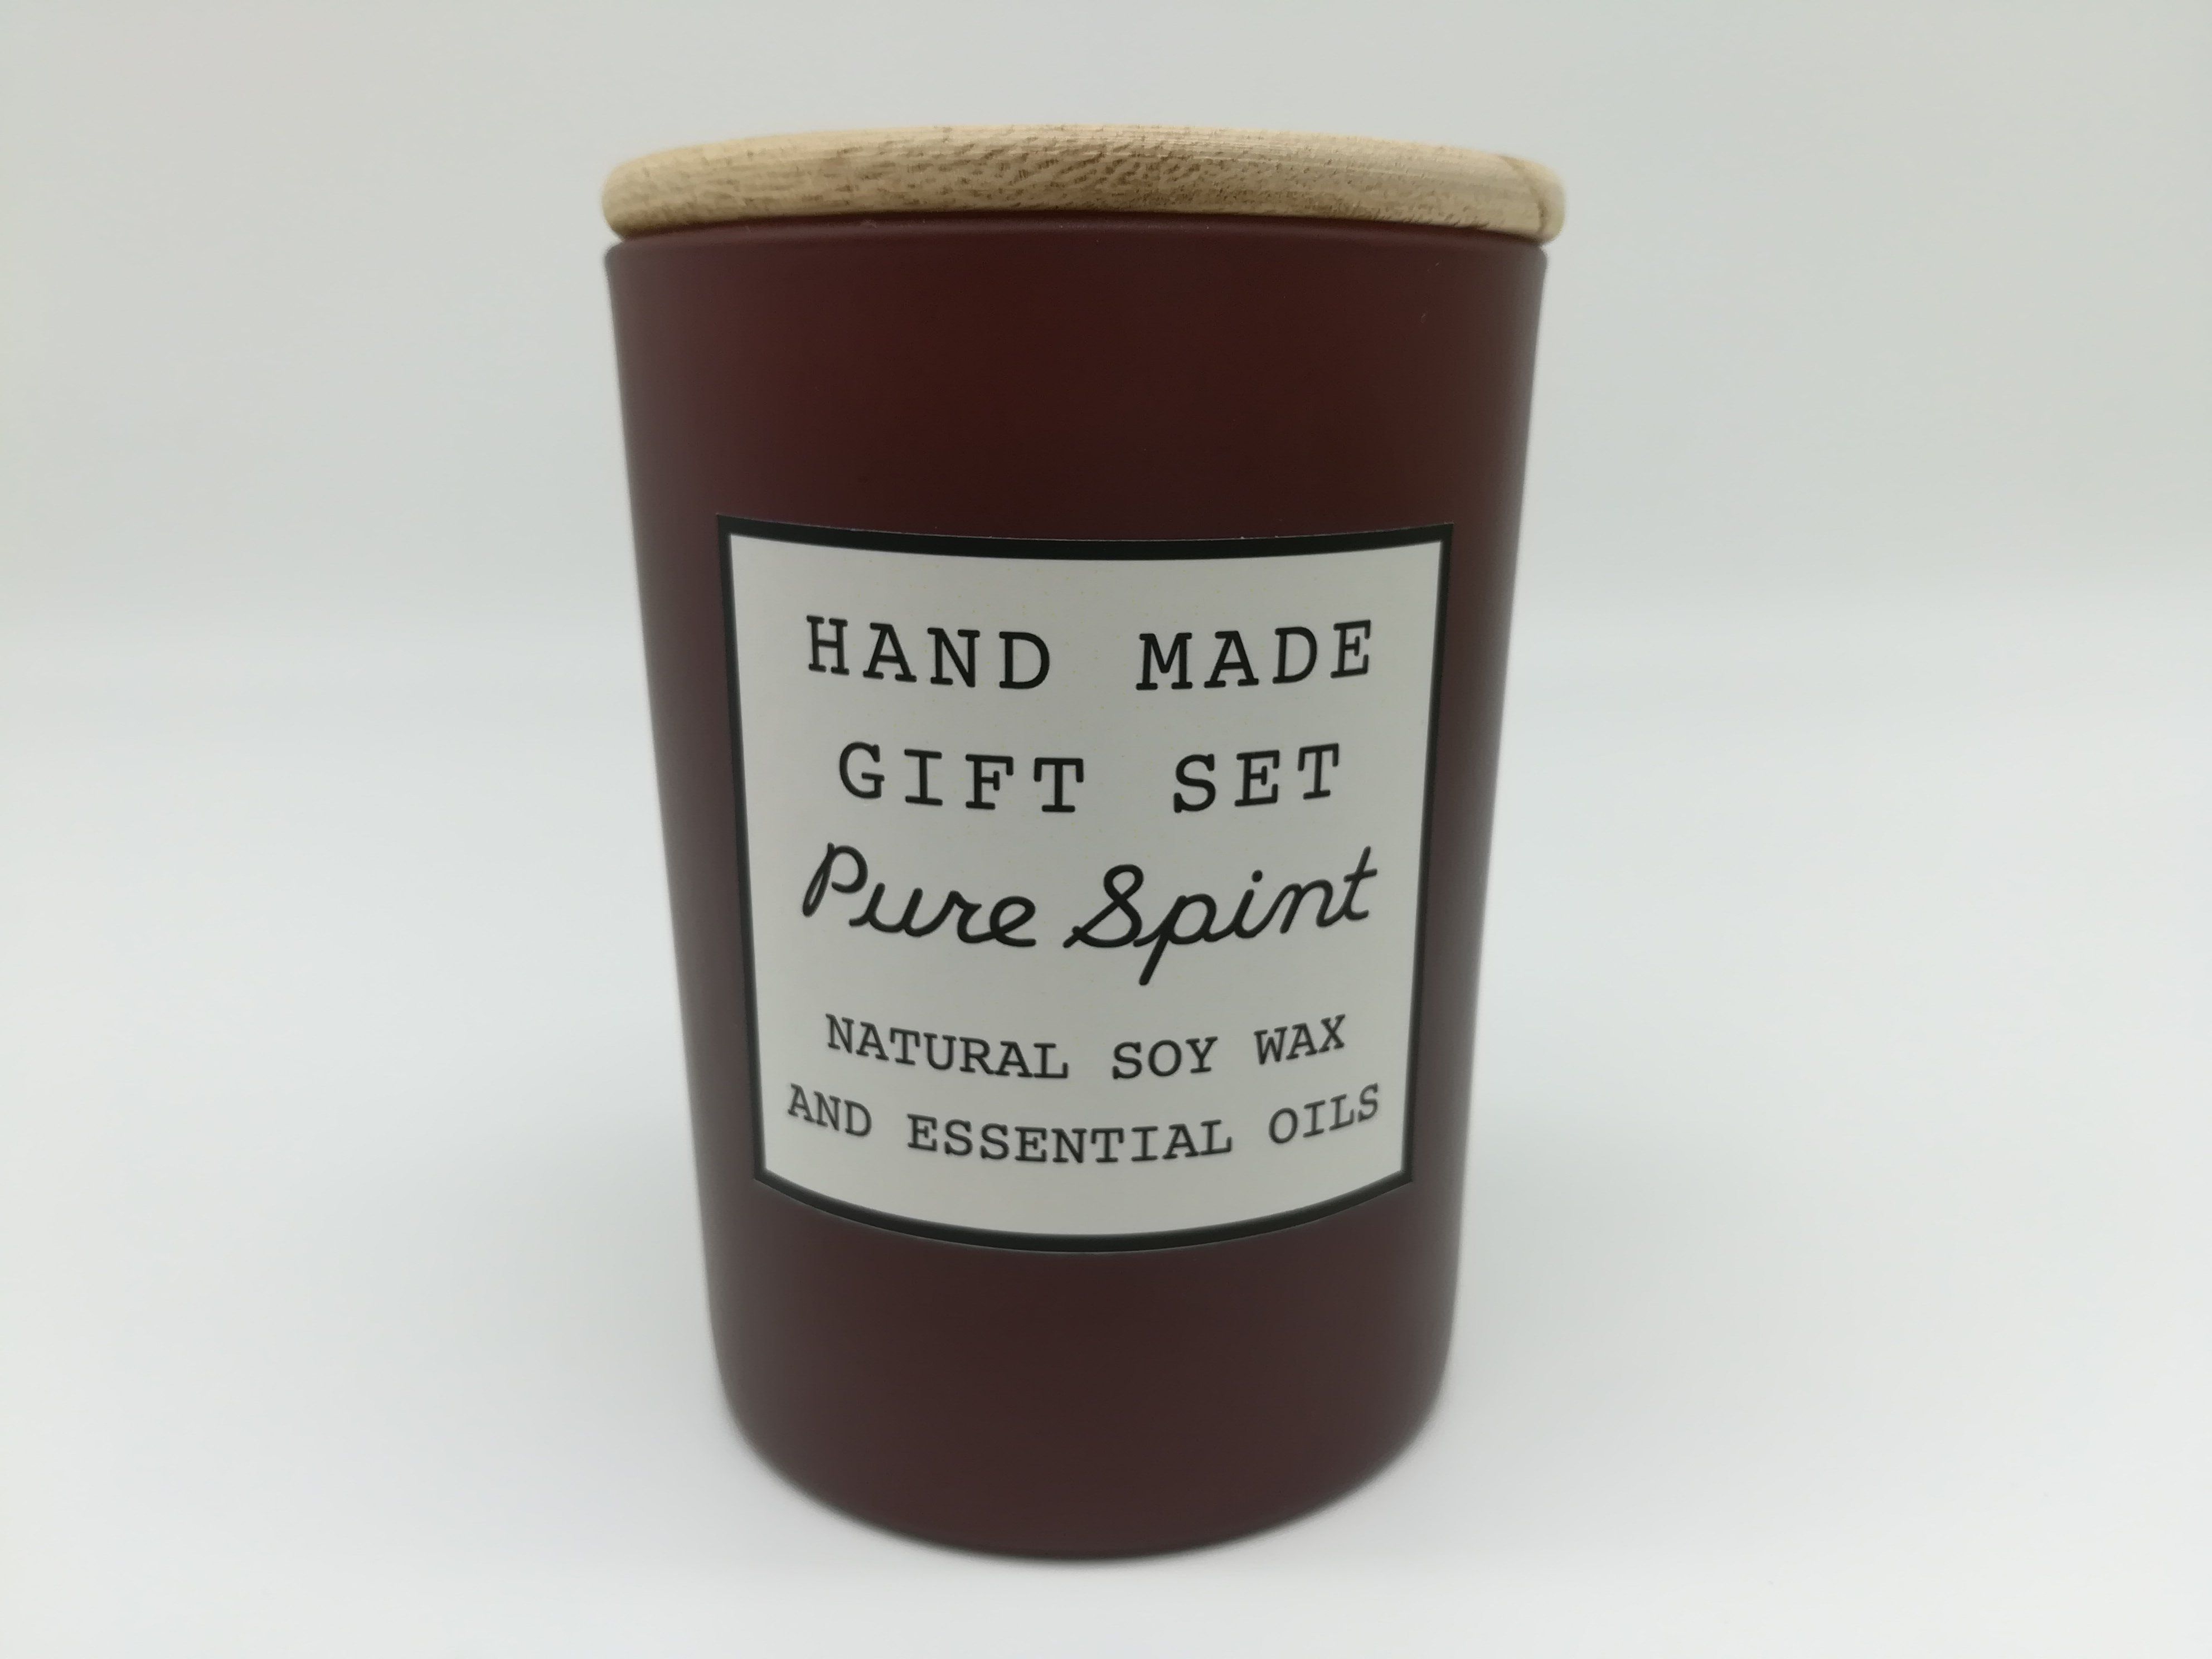 HAND MADE
GIFT SET
Pure Spint
NATURAL SOY WAX
AND ESSENTIAL OILS